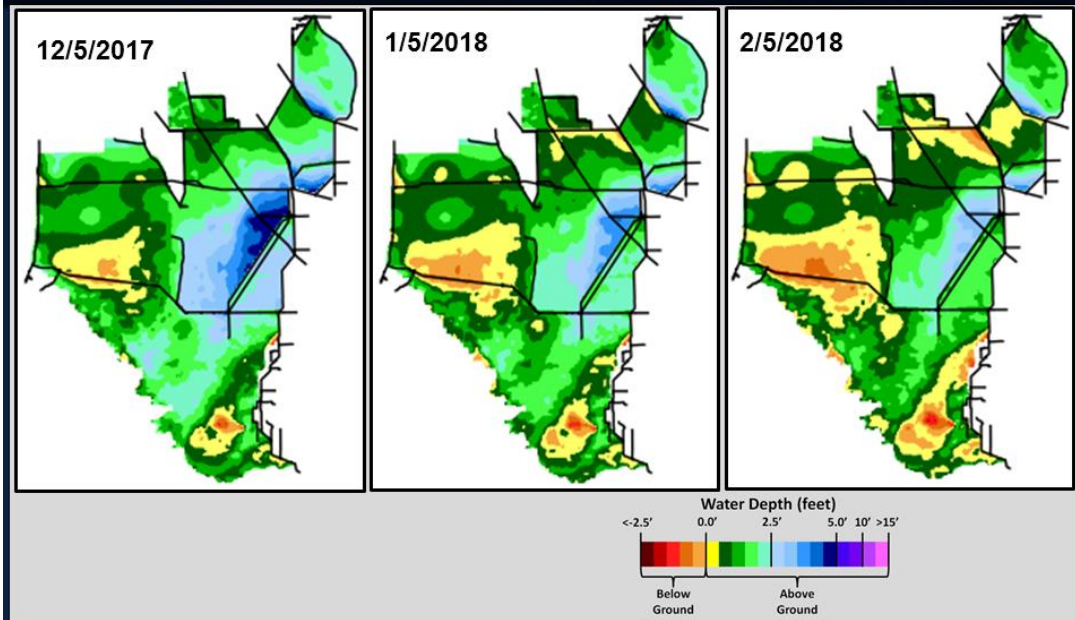 12/5/2017
1/5/2018
2/5/2018
Water Depth (feet)
<-2.5' 0.0' 2.5' 5.0' 10' >15'
Below Ground
Above Ground